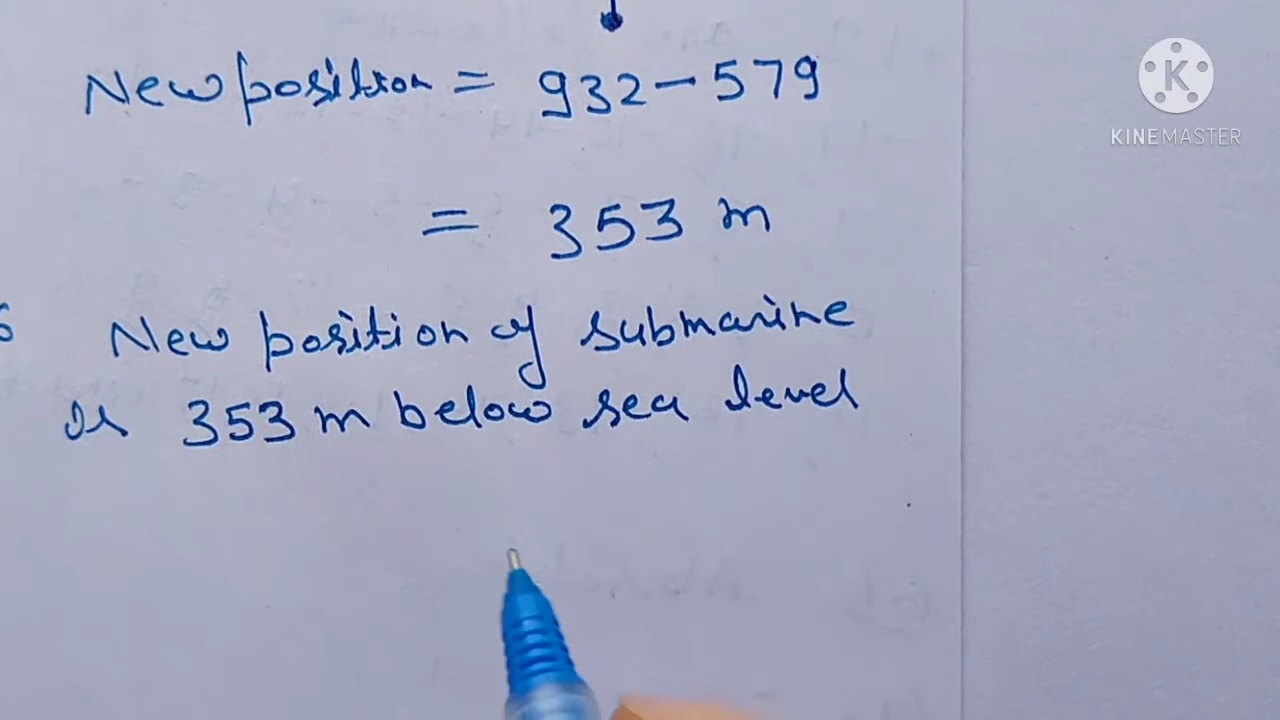 New position = 932-579
= 353 m
New position of submarine
is 353 m below sea level
K
KINEMASTER